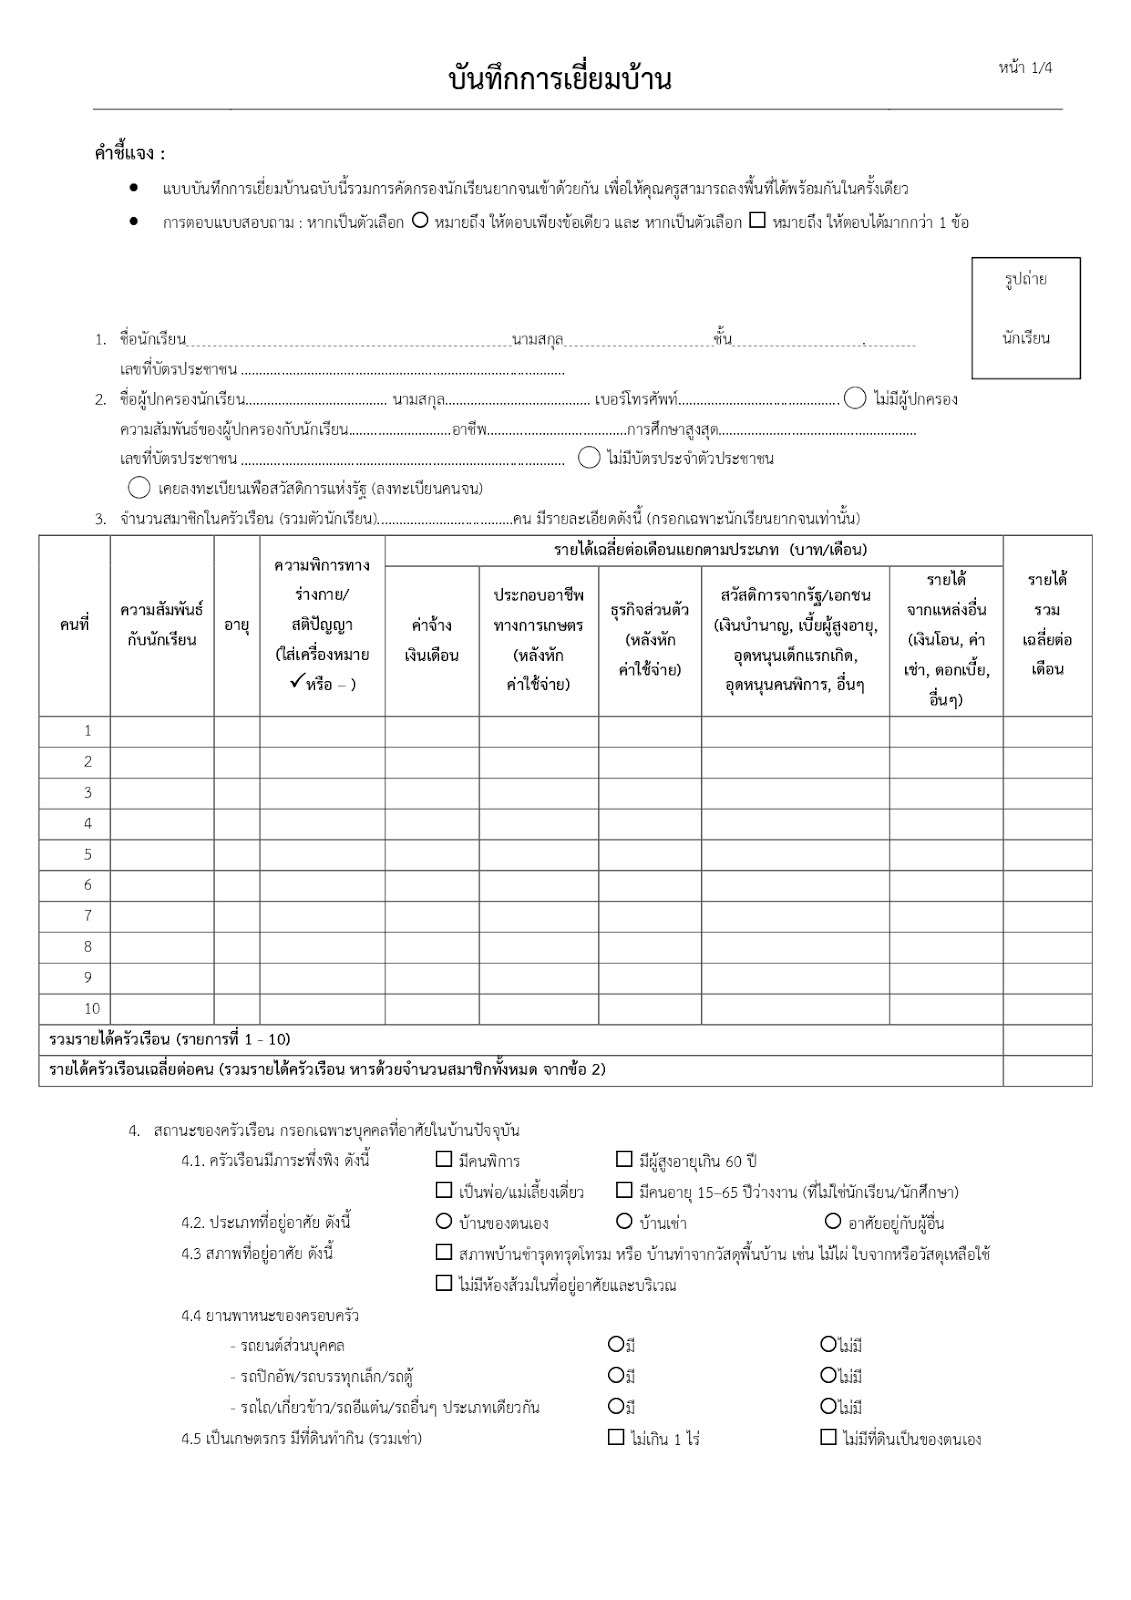 หน้า 1/4
บันทึกการเยี่ยมบ้าน
คำชี้แจง :
● แบบบันทึกการเยี่ยมบ้านฉบับนี้รวมการคัดกรองนักเรียนยากจนเข้าด้วยกัน เพื่อให้คุณครูสามารถลงพื้นที่ได้พร้อมกันในครั้งเดียว
● การตอบแบบสอบถาม : หากเป็นตัวเลือก ○ หมายถึง ให้ตอบเพียงข้อเดียว และ หากเป็นตัวเลือก □ หมายถึง ให้ตอบได้มากกว่า 1 ข้อ
รูปถ่าย
นักเรียน
1. ชื่อนักเรียน นามสกุล ชั้น
เลขที่บัตรประชาชน
2. ชื่อผู้ปกครองนักเรียน นามสกุล เบอร์โทรศัพท์ ○ ไม่มีผู้ปกครอง
ความสัมพันธ์ของผู้ปกครองกับนักเรียน อาชีพ การศึกษาสูงสุด
เลขที่บัตรประชาชน ○ ไม่มีบัตรประจำตัวประชาชน
○ เคยลงทะเบียนเพื่อสวัสดิการแห่งรัฐ (ลงทะเบียนคนจน)
3. จำนวนสมาชิกในครัวเรือน (รวมตัวนักเรียน) คน มีรายละเอียดดังนี้ (กรอกเฉพาะนักเรียนยากจนเท่านั้น)
คนที่
ความสัมพันธ์
กับนักเรียน
อายุ
ความพิการทาง
ร่างกาย/
สติปัญญา
(ใส่เครื่องหมาย
✓หรือ – )
รายได้เฉลี่ยต่อเดือนแยกตามประเภท (บาท/เดือน)
ค่าจ้าง
เงินเดือน
ประกอบอาชีพ
ทางการเกษตร
(หลังหัก
ค่าใช้จ่าย)
ธุรกิจส่วนตัว
(หลังหัก
ค่าใช้จ่าย)
สวัสดิการจากรัฐ/เอกชน
(เงินบำนาญ, เบี้ยผู้สูงอายุ,
อุดหนุนเด็กแรกเกิด,
อุดหนุนคนพิการ, อื่นๆ
รายได้
จากแหล่งอื่น
(เงินโอน, ค่า
เช่า, ดอกเบี้ย,
อื่นๆ)
รายได้
รวม
เฉลี่ยต่อ
เดือน
1
2
3
4
5
6
7
8
9
10
รวมรายได้ครัวเรือน (รายการที่ 1 - 10)
รายได้ครัวเรือนเฉลี่ยต่อคน (รวมรายได้ครัวเรือน หารด้วยจำนวนสมาชิกทั้งหมด จากข้อ 2)
4. สถานะของครัวเรือน กรอกเฉพาะบุคคลที่อาศัยในบ้านปัจจุบัน
4.1. ครัวเรือนมีภาระพึ่งพิง ดังนี้ □ มีคนพิการ □ มีผู้สูงอายุเกิน 60 ปี
□ เป็นพ่อ/แม่เลี้ยงเดี่ยว □ มีคนอายุ 15–65 ปีว่างงาน (ที่ไม่ใช่นักเรียน/นักศึกษา)
4.2. ประเภทที่อยู่อาศัย ดังนี้ ○ บ้านของตนเอง ○ บ้านเช่า ○ อาศัยอยู่กับผู้อื่น
4.3 สภาพที่อยู่อาศัย ดังนี้ □ สภาพบ้านชำรุดทรุดโทรม หรือ บ้านทำจากวัสดุพื้นบ้าน เช่น ไม้ไผ่ ใบจากหรือวัสดุเหลือใช้
□ ไม่มีห้องส้วมในที่อยู่อาศัยและบริเวณ
4.4 ยานพาหนะของครอบครัว
- รถยนต์ส่วนบุคคล ○มี ○ไม่มี
- รถปิกอัพ/รถบรรทุกเล็ก/รถตู้ ○มี ○ไม่มี
- รถไถ/เกี่ยวข้าว/รถอีแต๋น/รถอื่นๆ ประเภทเดียวกัน ○มี ○ไม่มี
4.5 เป็นเกษตรกร มีที่ดินทำกิน (รวมเช่า) □ ไม่เกิน 1 ไร่ □ ไม่มีที่ดินเป็นของตนเอง